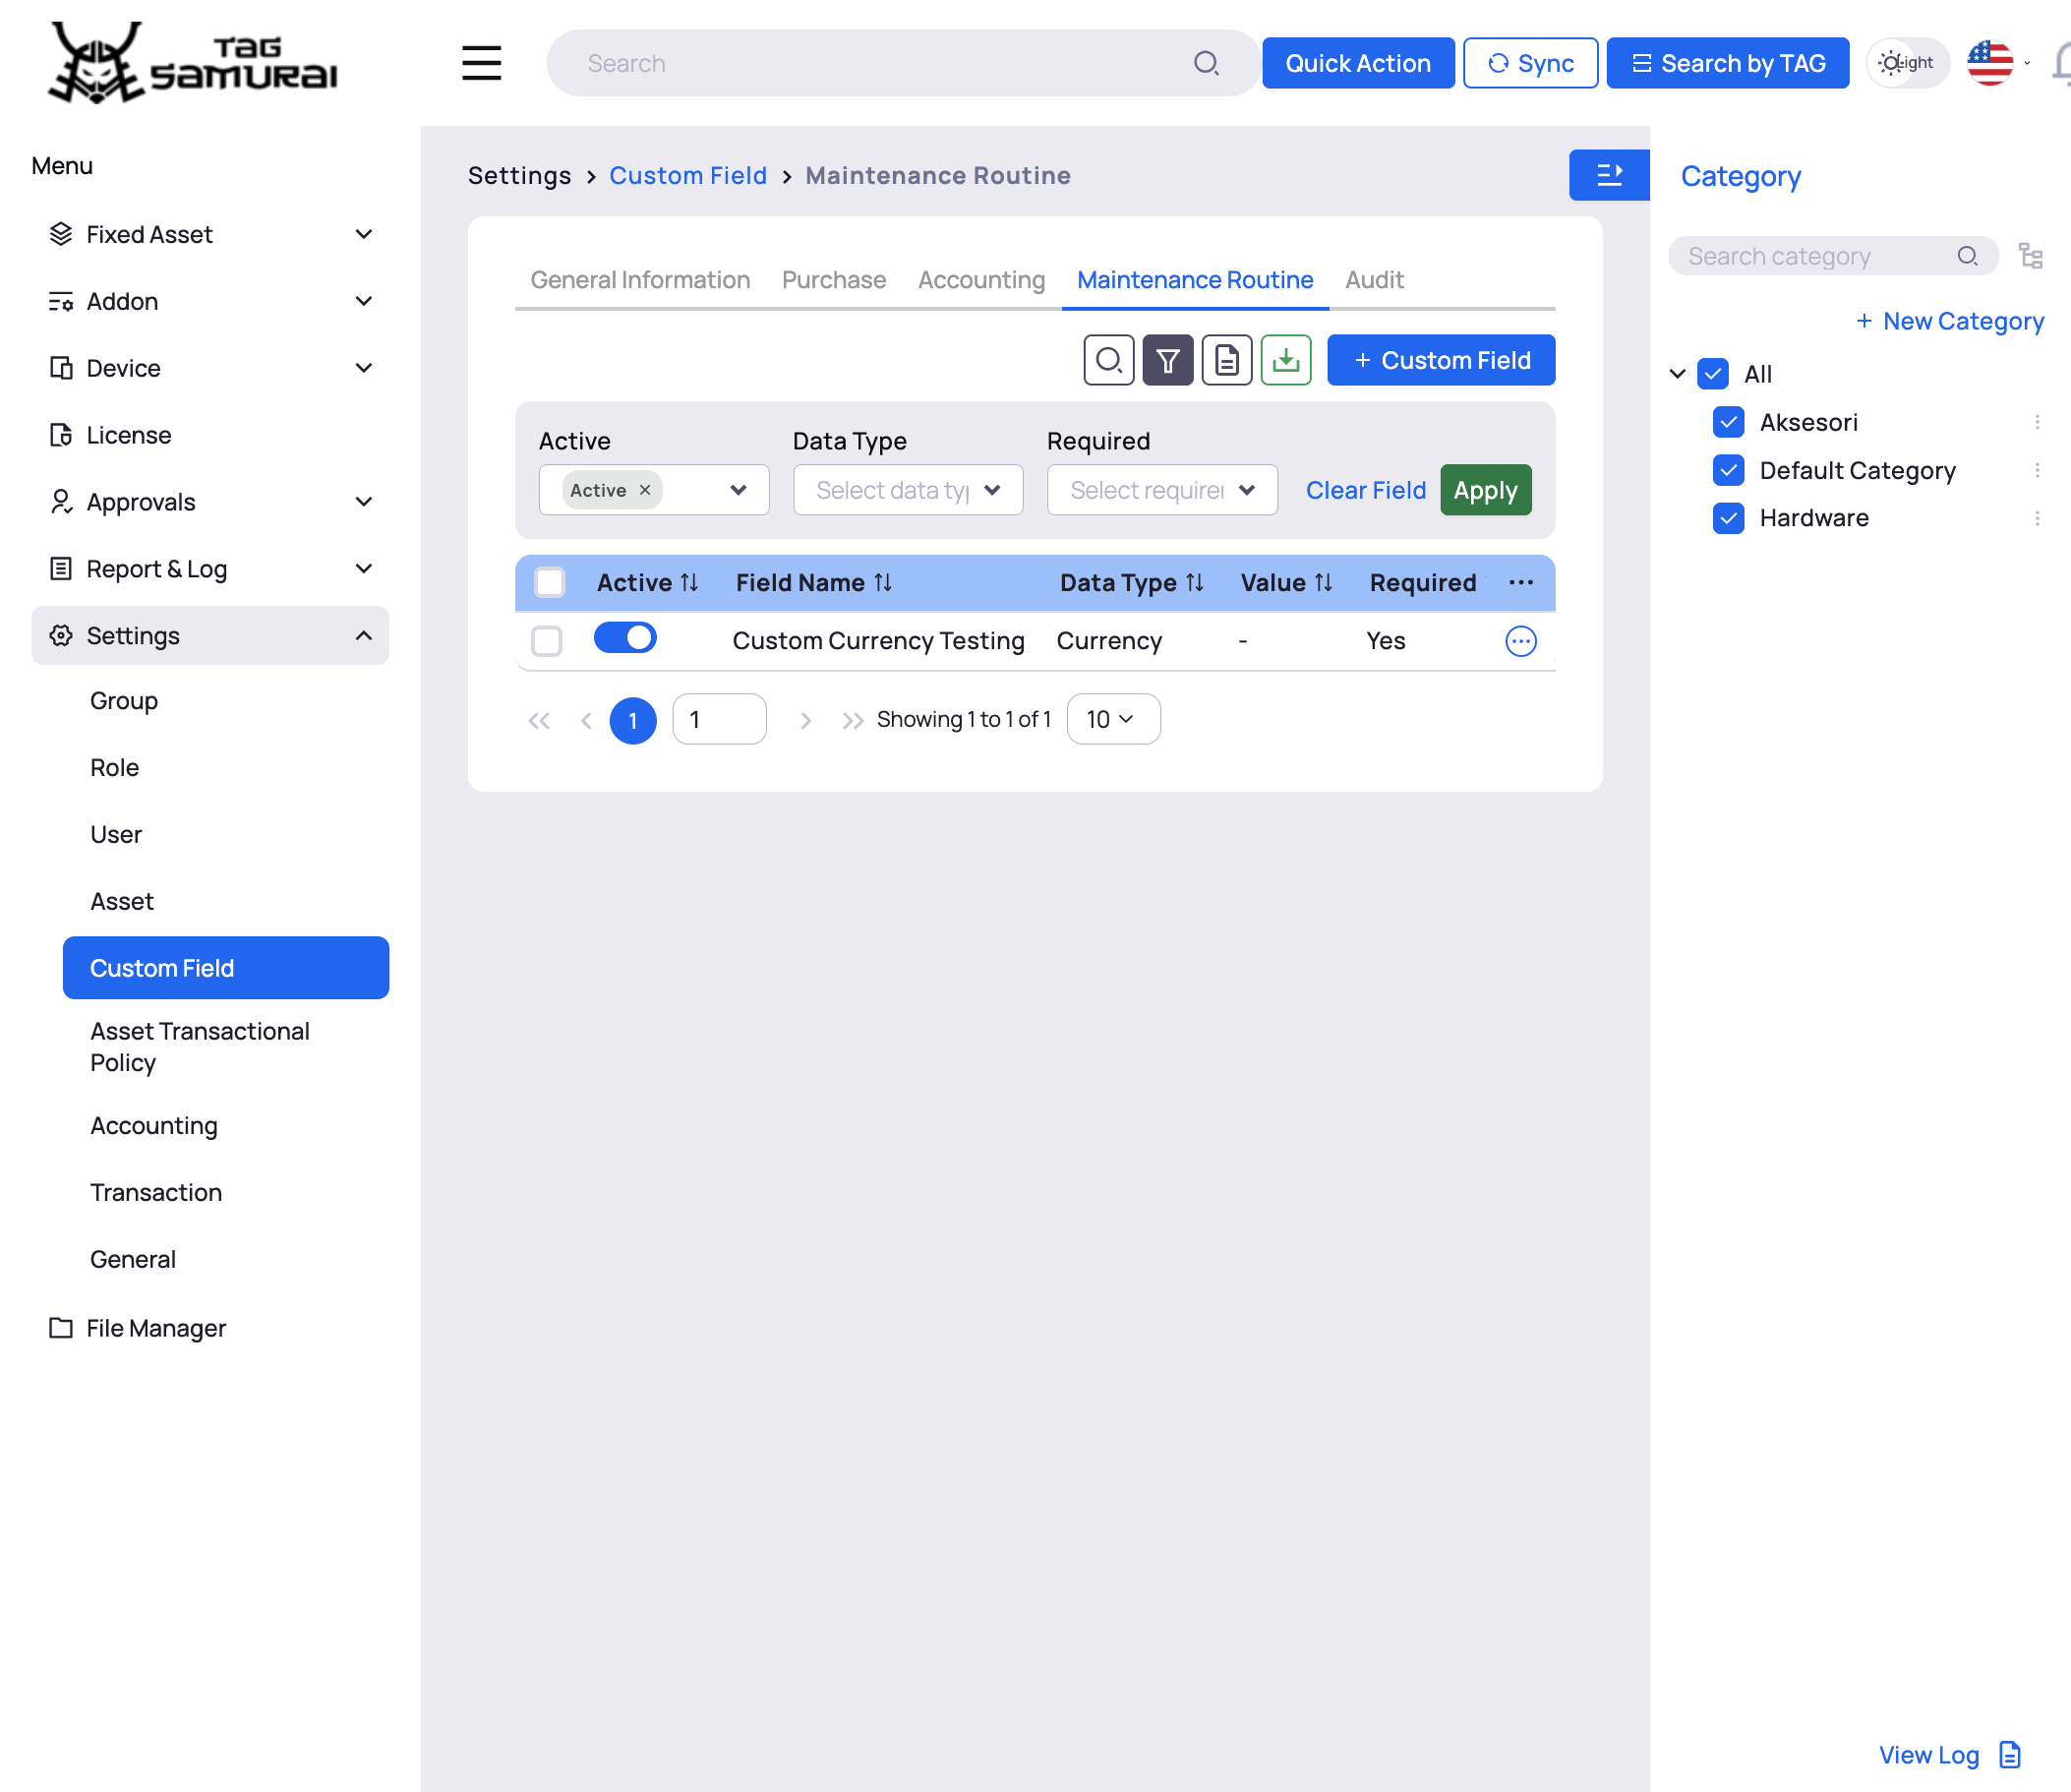 TAG
SAMURAI
Search
Quick Action
Sync
Search by TAG
Light
Menu
Fixed Asset
Addon
Device
License
Approvals
Report & Log
Settings
Group
Role
User
Asset
Custom Field
Asset Transactional
Policy
Accounting
Transaction
General
File Manager
Settings > Custom Field > Maintenance Routine
General Information Purchase Accounting Maintenance Routine Audit
+ Custom Field
Active Data Type Required
Active × Select data typ Select requirer Clear Field Apply
Active Field Name Data Type Value Required ...
Custom Currency Testing Currency - Yes
1 1 Showing 1 to 1 of 1 10
Category
Search category
+ New Category
All
Aksesori
Default Category
Hardware
View Log